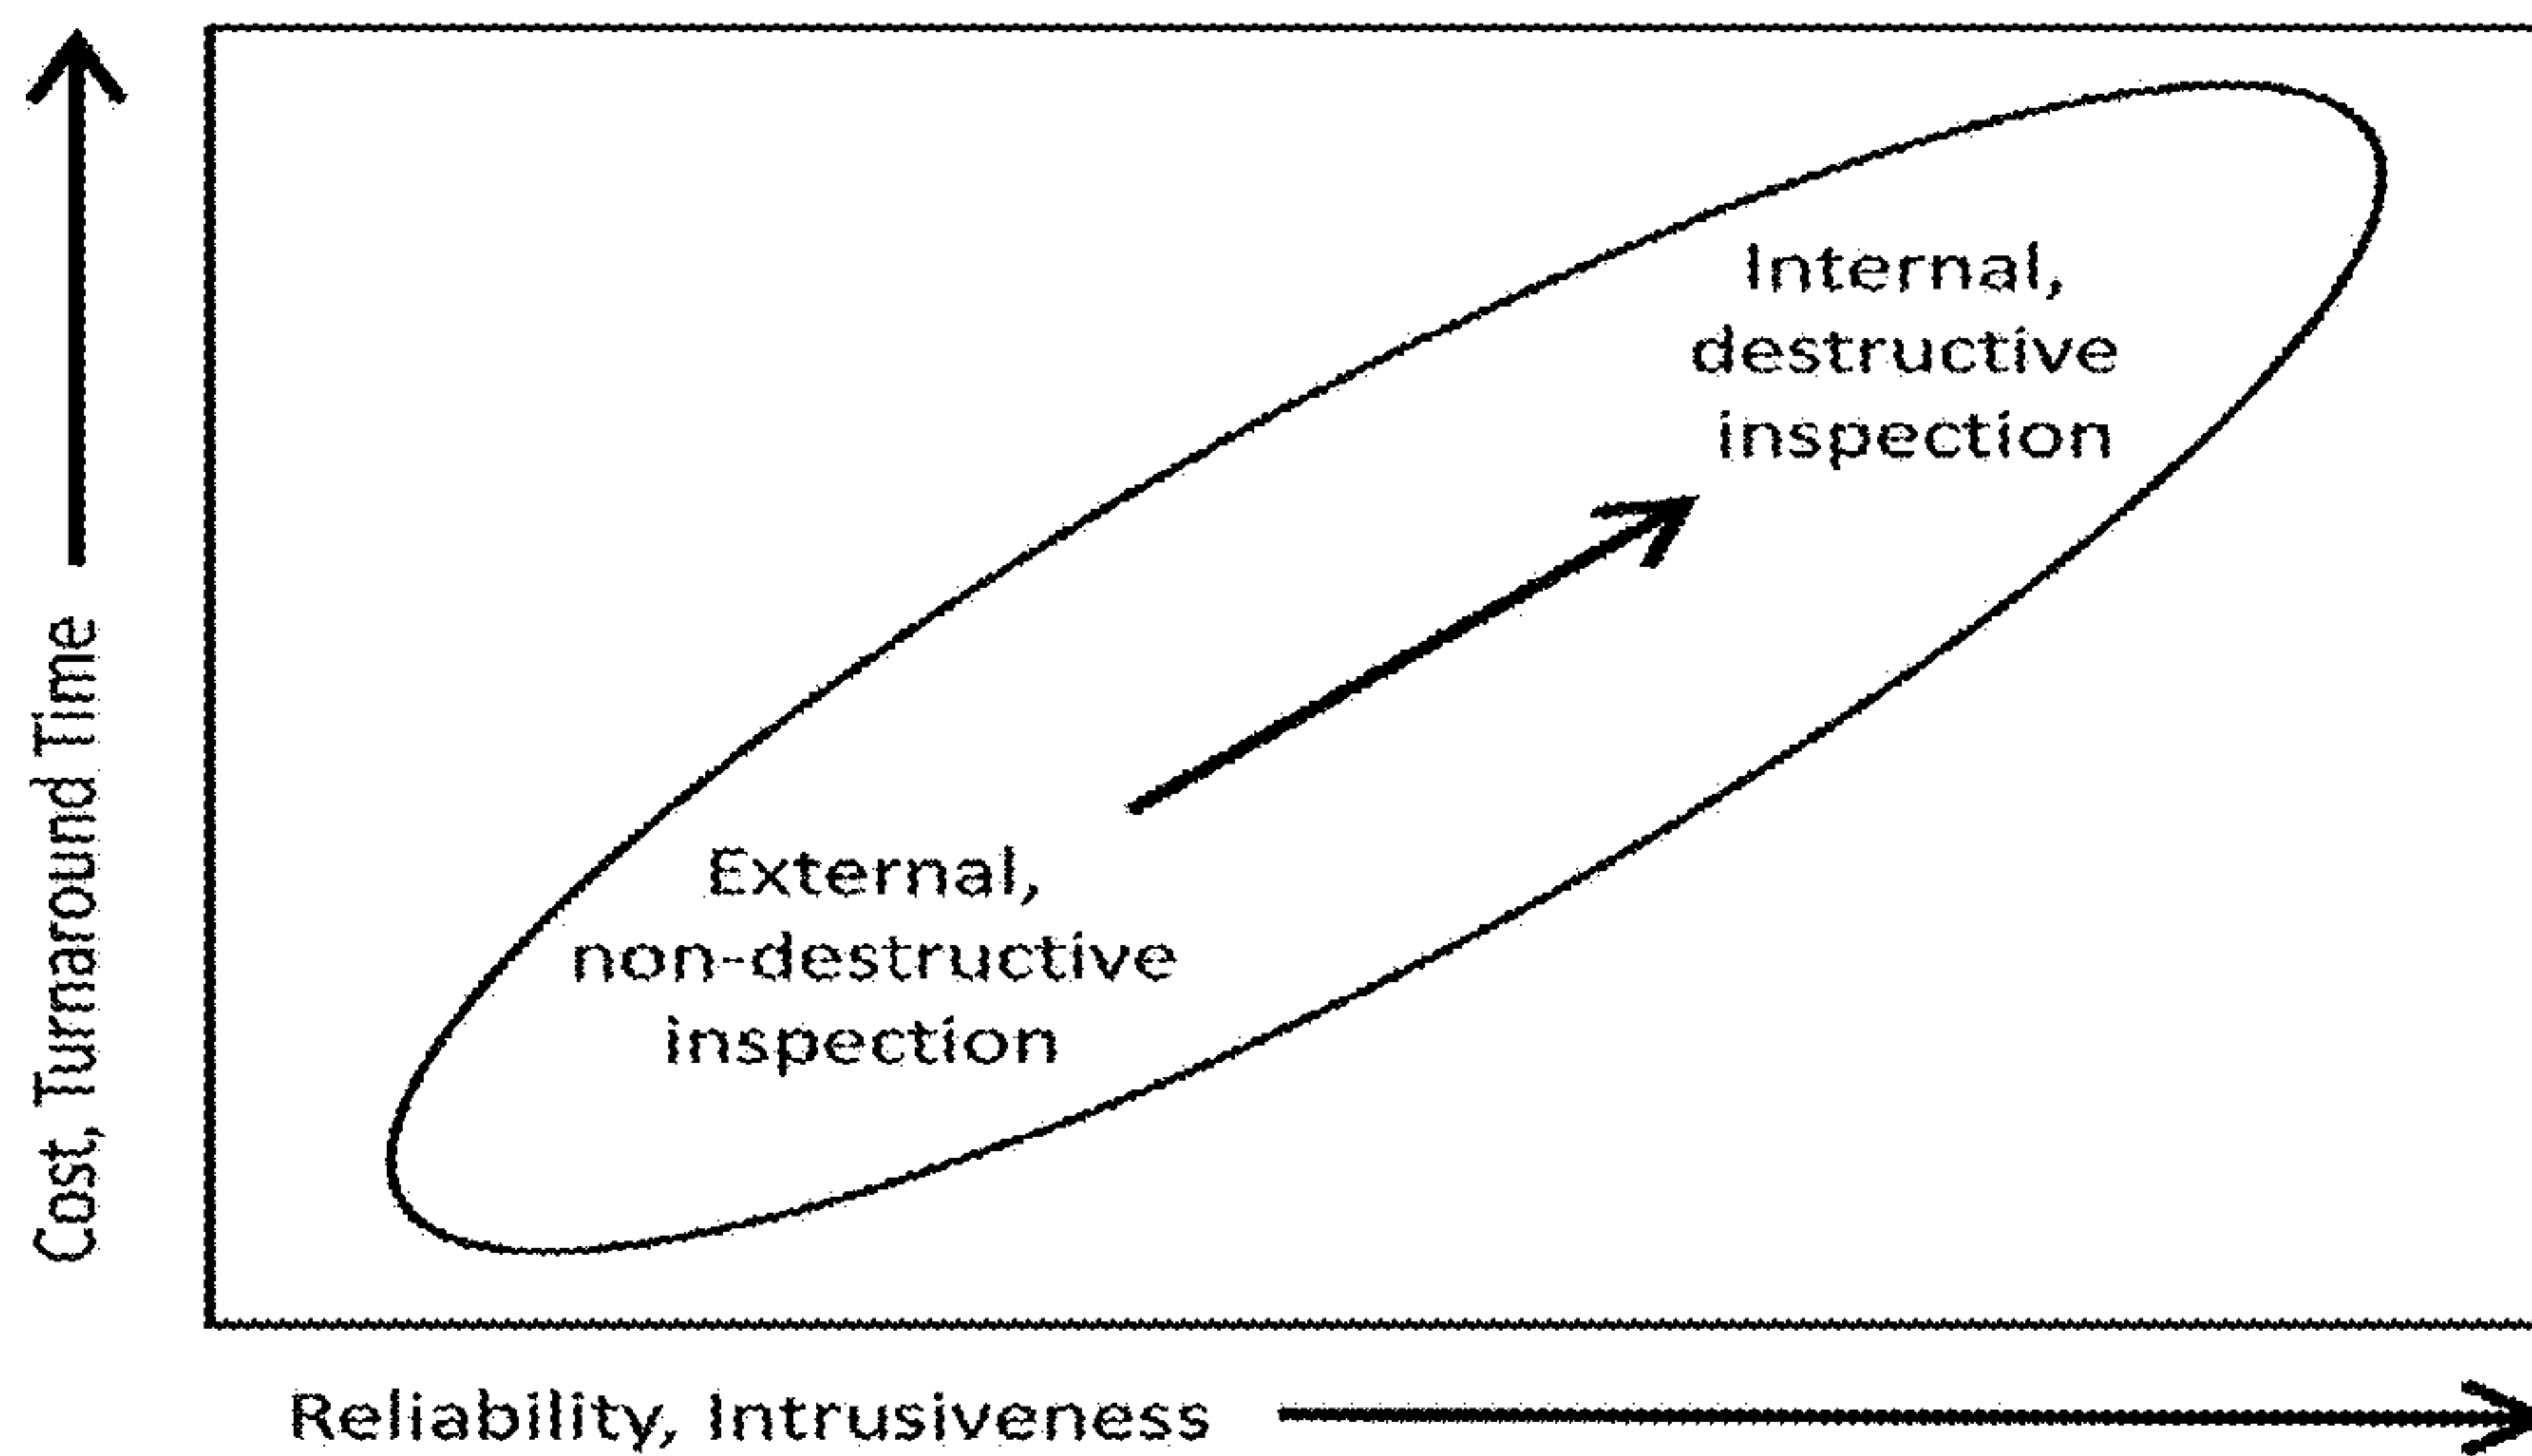 Cost, Turnaround Time
Internal,
destructive
inspection
External,
non-destructive
inspection
Reliability, Intrusiveness